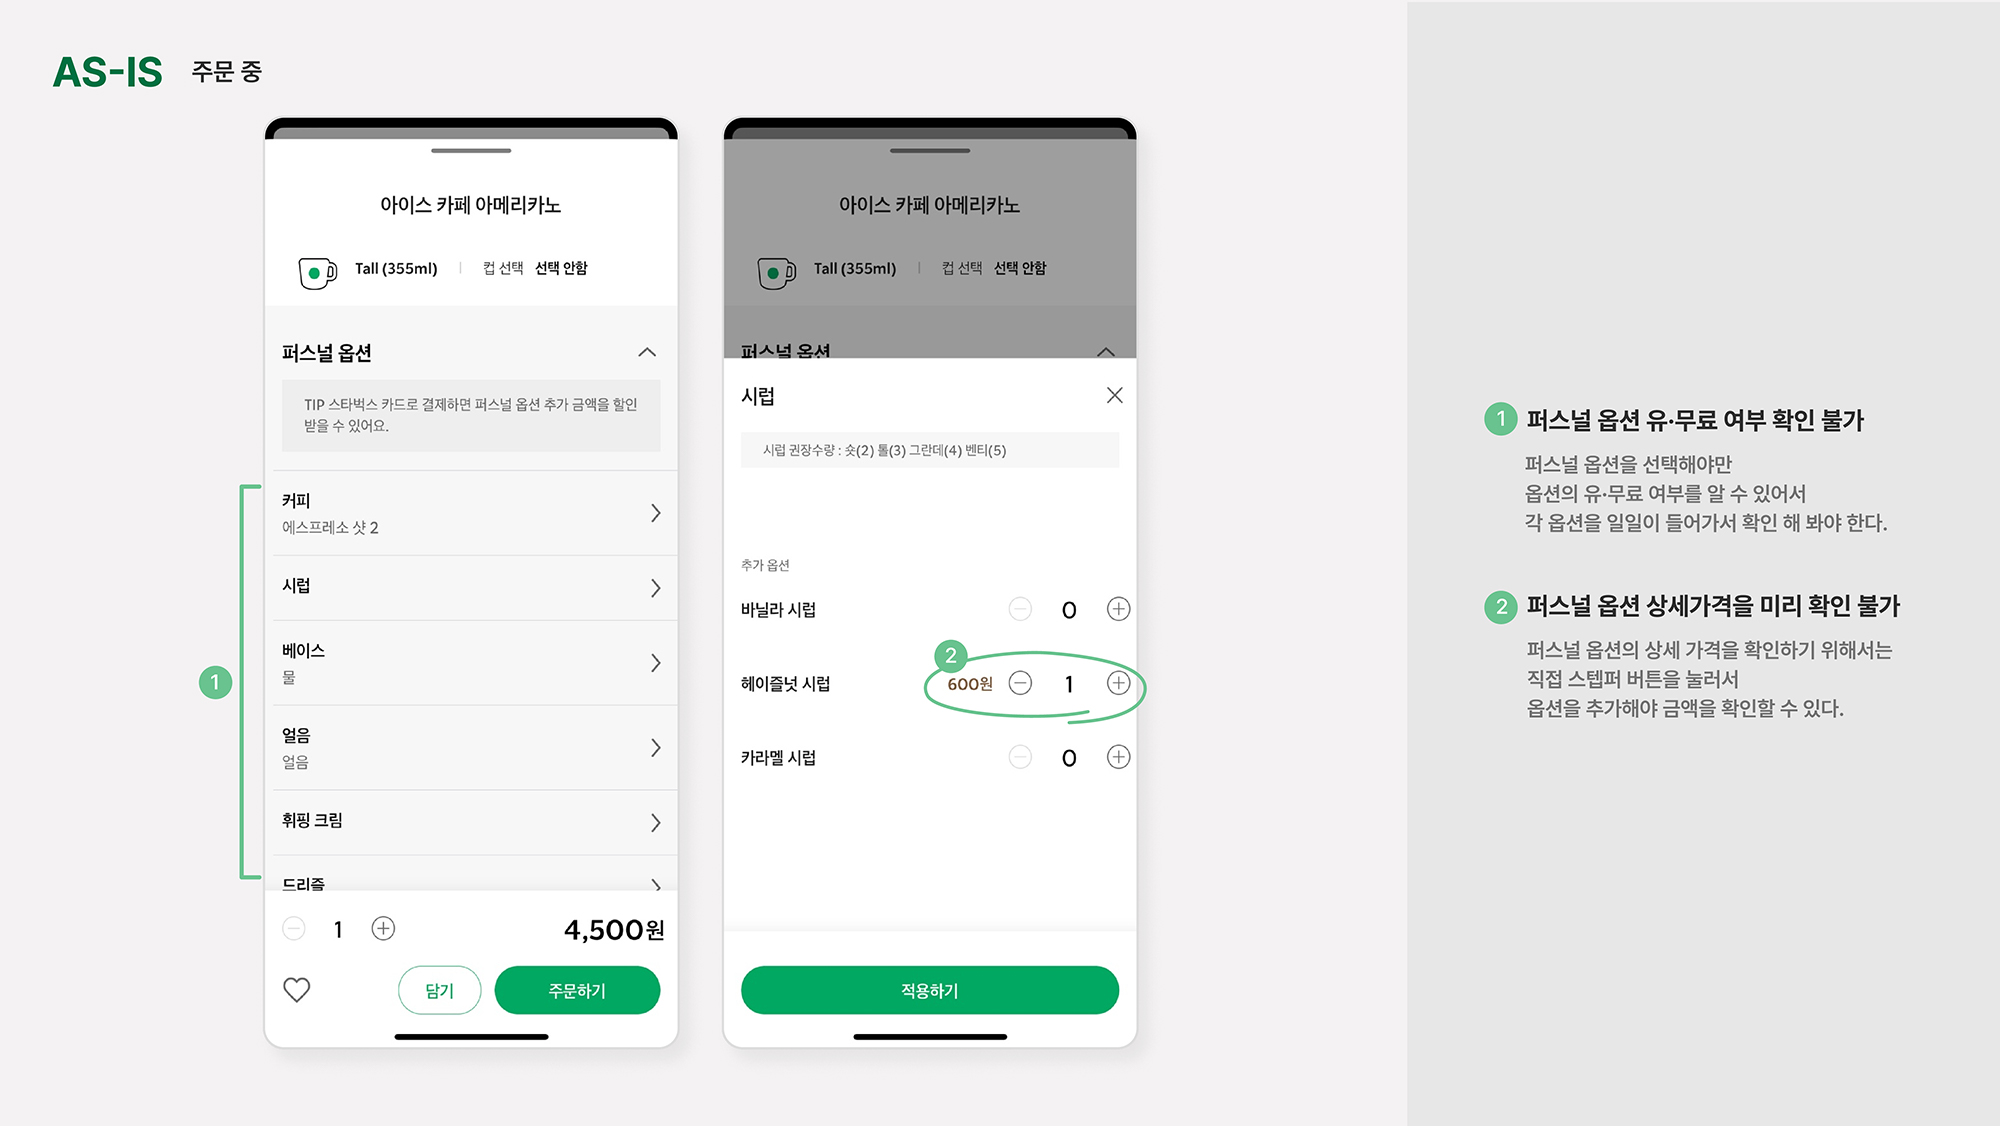 AS-IS 주문 중
아이스 카페 아메리카노
Tall (355ml) | 컵 선택 선택 안함
퍼스널 옵션
TIP 스타벅스 카드로 결제하면 퍼스널 옵션 추가 금액을 할인
받을 수 있어요.
1
커피
에스프레소 샷 2
시럽
베이스
물
얼음
얼음
휘핑 크림
드리즐
1
4,500원
담기
주문하기
아이스 카페 아메리카노
Tall (355ml) | 컵 선택 선택 안함
퍼스널 옵션
시럽
시럽 권장수량 : 숏(2) 톨(3) 그란데(4) 벤티(5)
추가 옵션
바닐라 시럽 0
2
헤이즐넛 시럽 600원 1
카라멜 시럽 0
적용하기
1 퍼스널 옵션 유·무료 여부 확인 불가
퍼스널 옵션을 선택해야만
옵션의 유·무료 여부를 알 수 있어서
각 옵션을 일일이 들어가서 확인 해 봐야 한다.
2 퍼스널 옵션 상세가격을 미리 확인 불가
퍼스널 옵션의 상세 가격을 확인하기 위해서는
직접 스텝퍼 버튼을 눌러서
옵션을 추가해야 금액을 확인할 수 있다.